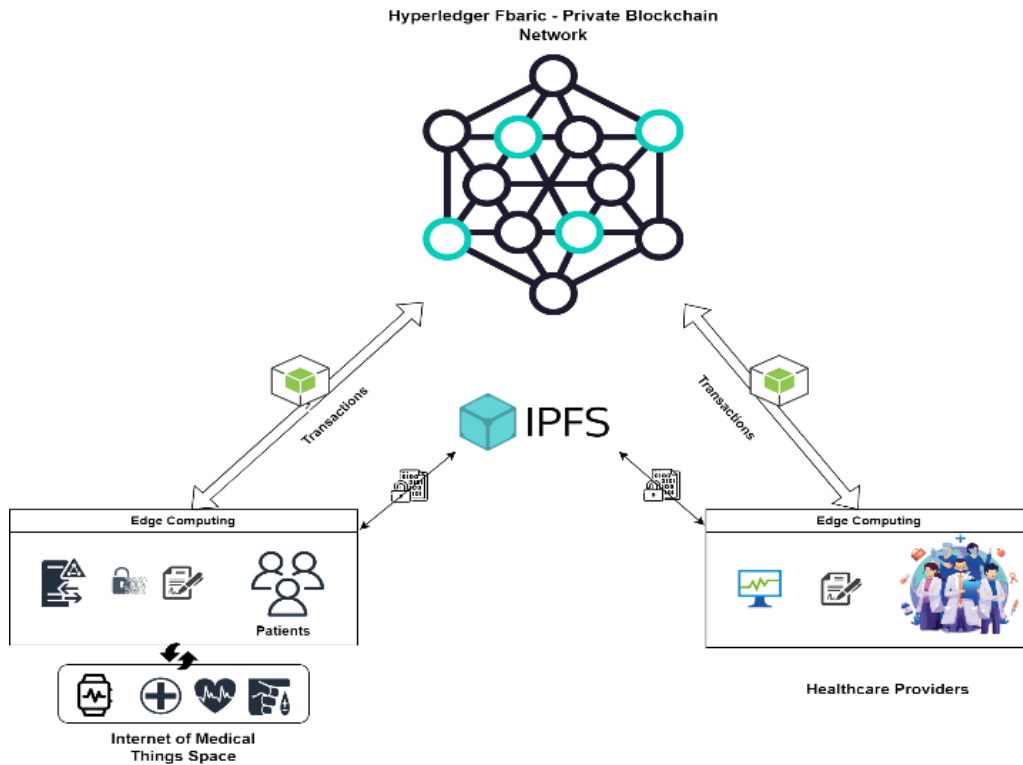 Hyperledger Fbaric - Private Blockchain
Network
Transactions
Transactions
IPFS
Edge Computing
Patients
Edge Computing
Healthcare Providers
Internet of Medical
Things Space